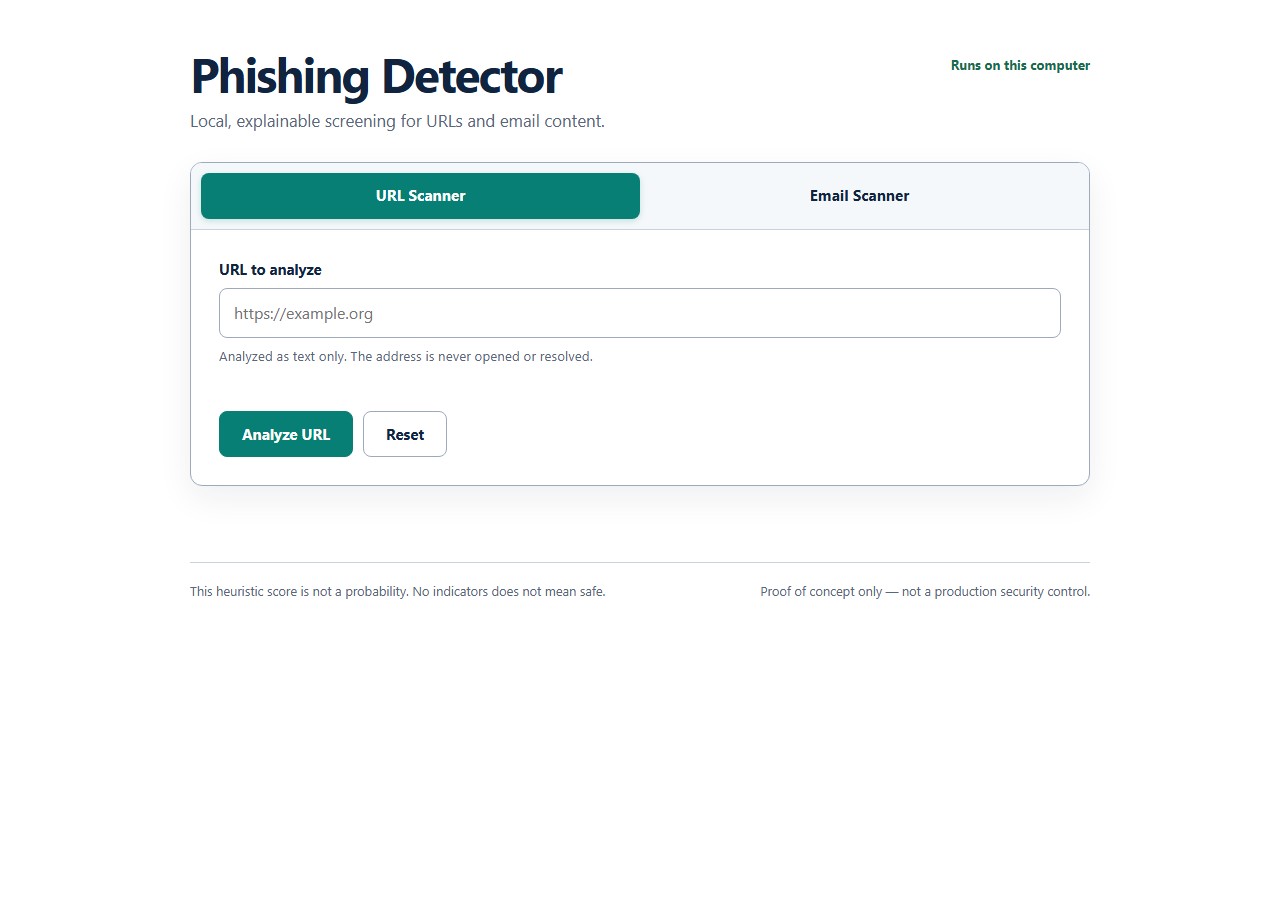 Phishing Detector
Runs on this computer
Local, explainable screening for URLs and email content.
URL Scanner
Email Scanner
URL to analyze
https://example.org
Analyzed as text only. The address is never opened or resolved.
Analyze URL
Reset
This heuristic score is not a probability. No indicators does not mean safe.
Proof of concept only — not a production security control.